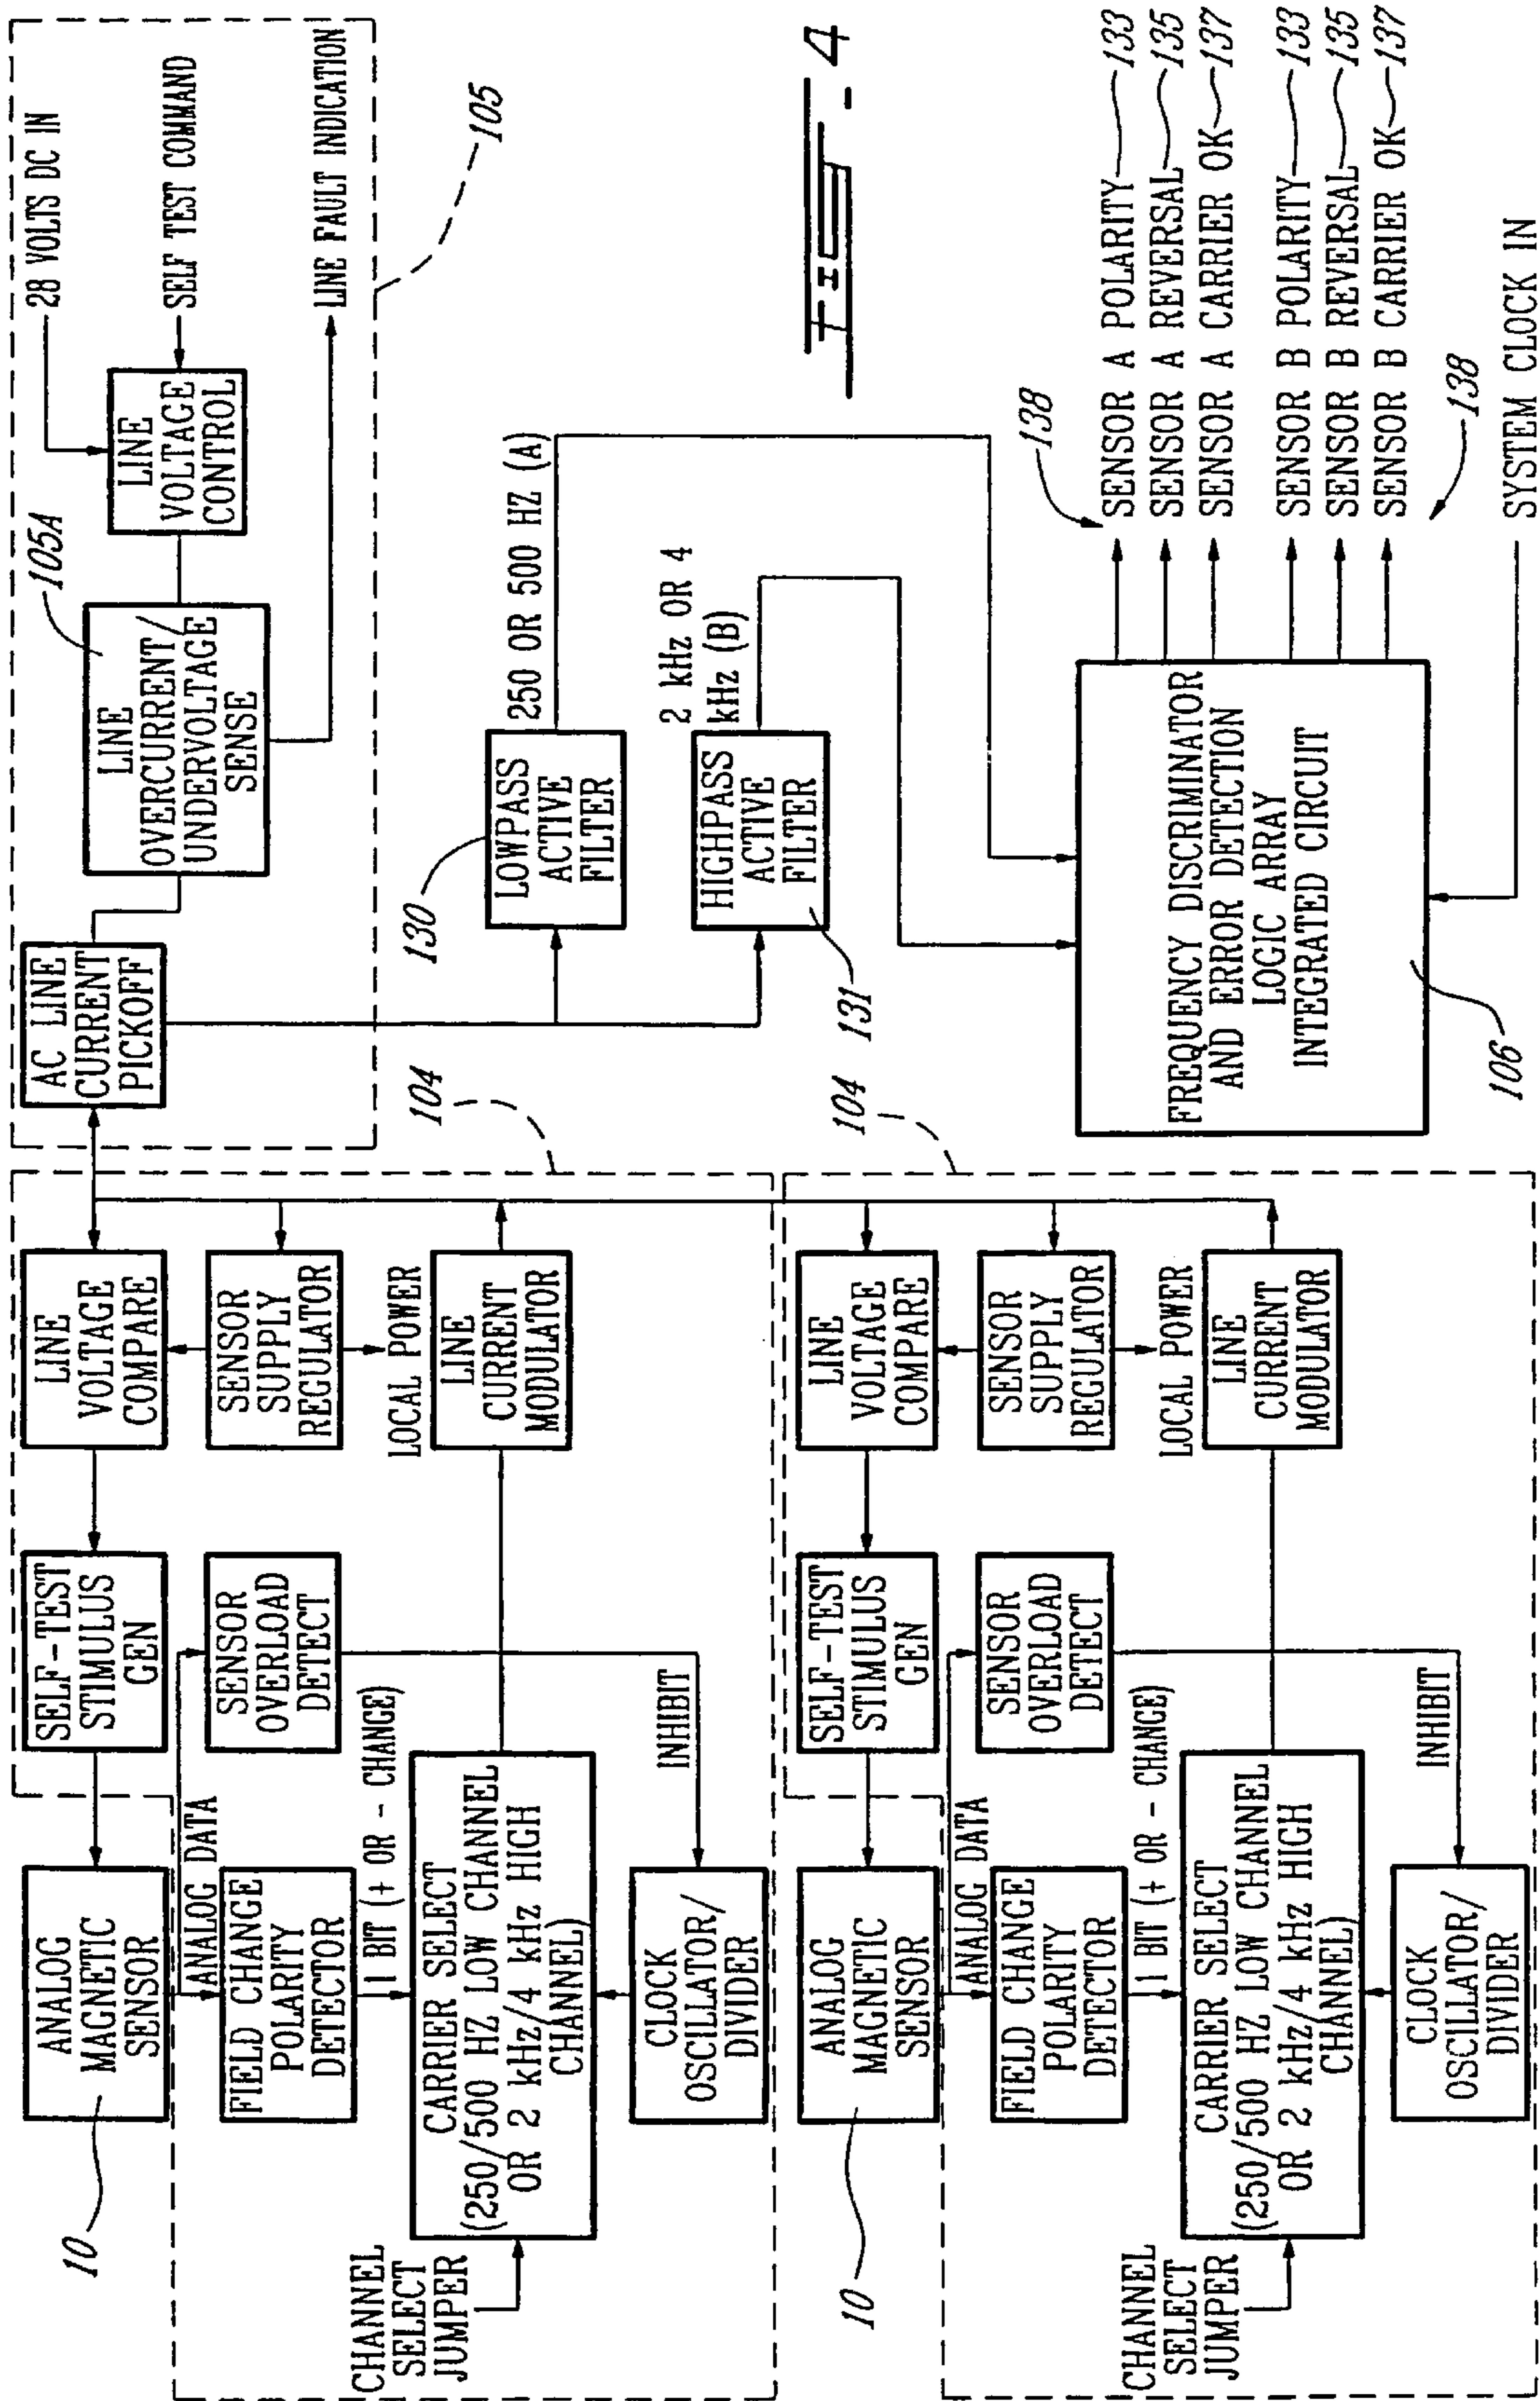 10
ANALOG
MAGNETIC
SENSOR
SELF-TEST
STIMULUS
GEN
LINE
VOLTAGE
COMPARE
ANALOG DATA
FIELD CHANGE
POLARITY
DETECTOR
SENSOR
OVERLOAD
DETECT
SENSOR
SUPPLY
REGULATOR
1 BIT (+ OR - CHANGE)
LOCAL POWER
CHANNEL
SELECT
JUMPER
CARRIER SELECT
(250/500 HZ LOW CHANNEL
OR 2 kHz/4 kHz HIGH
CHANNEL)
LINE
CURRENT
MODULATOR
INHIBIT
CLOCK
OSCILLATOR/
DIVIDER
104
10
ANALOG
MAGNETIC
SENSOR
SELF-TEST
STIMULUS
GEN
LINE
VOLTAGE
COMPARE
ANALOG DATA
FIELD CHANGE
POLARITY
DETECTOR
SENSOR
OVERLOAD
DETECT
SENSOR
SUPPLY
REGULATOR
1 BIT (+ OR - CHANGE)
LOCAL POWER
CHANNEL
SELECT
JUMPER
CARRIER SELECT
(250/500 HZ LOW CHANNEL
OR 2 kHz/4 kHz HIGH
CHANNEL)
LINE
CURRENT
MODULATOR
INHIBIT
CLOCK
OSCILLATOR/
DIVIDER
104
AC LINE
CURRENT
PICKOFF
LINE
OVERCURRENT/
UNDERVOLTAGE
SENSE
105A
LINE
VOLTAGE
CONTROL
28 VOLTS DC IN
SELF TEST COMMAND
LINE FAULT INDICATION
105
130
LOWPASS
ACTIVE
FILTER
250 OR 500 HZ (A)
131
HIGHPASS
ACTIVE
FILTER
2 kHz OR 4
kHz (B)
FIG. 4
FREQUENCY DISCRIMINATOR
AND ERROR DETECTION
LOGIC ARRAY
INTEGRATED CIRCUIT
106
138
SENSOR A POLARITY 133
SENSOR A REVERSAL 135
SENSOR A CARRIER OK 137
SENSOR B POLARITY 133
SENSOR B REVERSAL 135
SENSOR B CARRIER OK 137
138
SYSTEM CLOCK IN